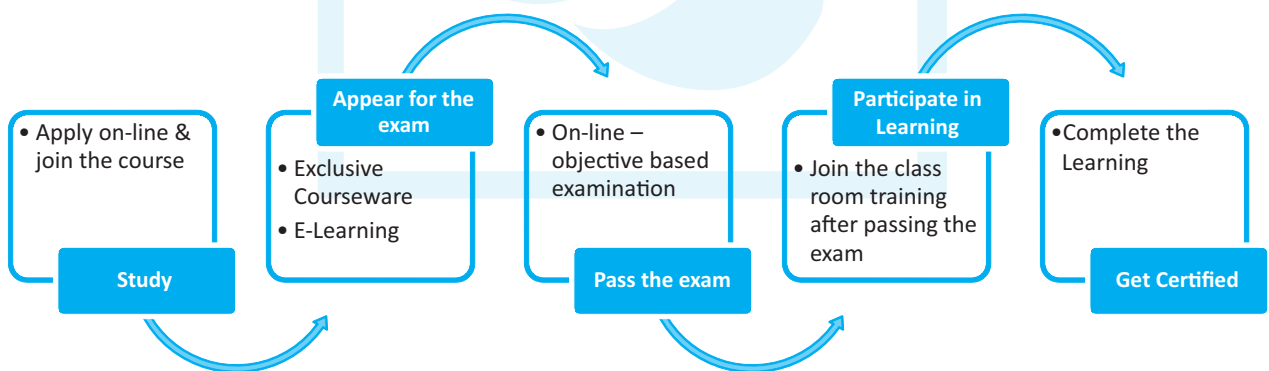 • Apply on-line &
join the course
Study
Appear for the
exam
• Exclusive
Courseware
• E-Learning
• On-line –
objective based
examination
Pass the exam
Participate in
Learning
• Join the class
room training
after passing the
exam
•Complete the
Learning
Get Certified